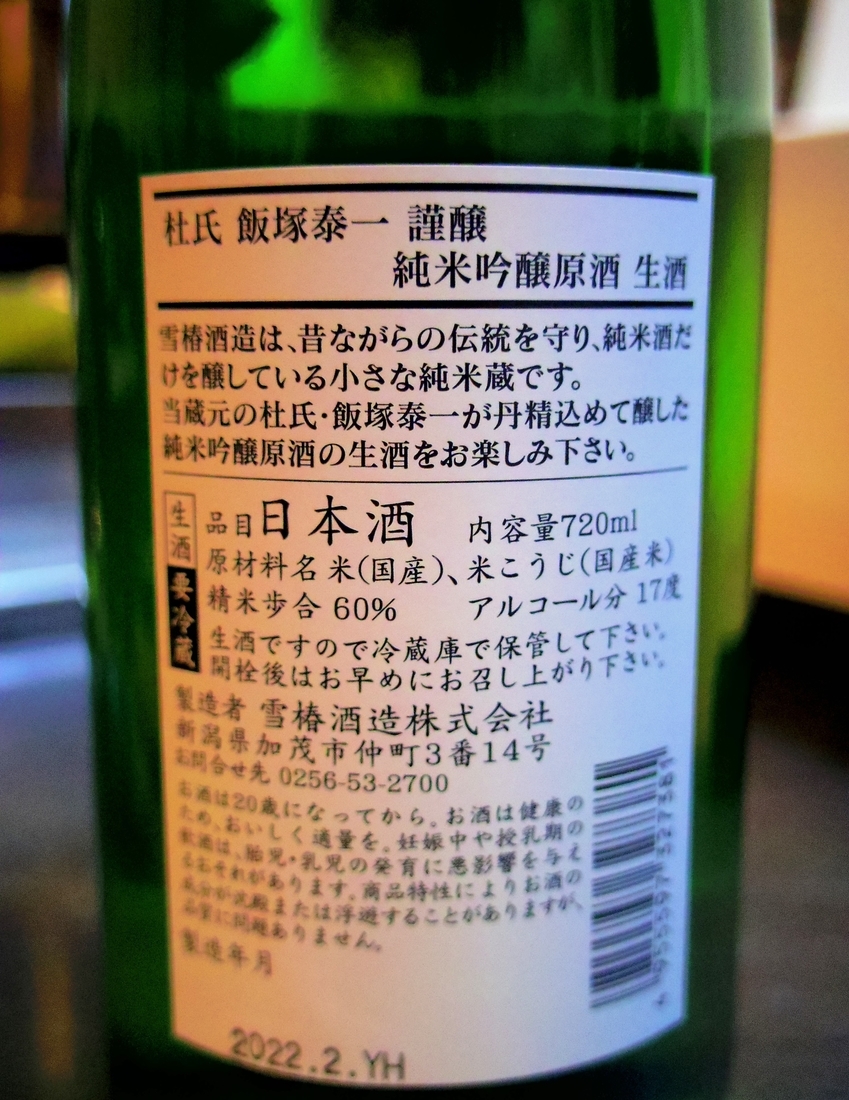 杜氏 飯塚泰一 謹醸
純米吟醸原酒 生酒
雪椿酒造は、昔ながらの伝統を守り、純米酒だ
けを醸している小さな純米蔵です。
当蔵元の杜氏・飯塚泰一が丹精込めて醸した
純米吟醸原酒の生酒をお楽しみ下さい。
生酒
要冷蔵
品目 日本酒 内容量720ml
原材料名 米(国産)、米こうじ(国産米)
精米歩合 60% アルコール分 17度
生酒ですので冷蔵庫で保管して下さい。
開栓後はお早めにお召し上がり下さい。
製造者 雪椿酒造株式会社
新潟県加茂市仲町3番14号
お問合せ先 0256-53-2700
お酒は20歳になってから。お酒は健康の
ため、おいしく適量を。妊娠中や授乳期の
飲酒は、胎児・乳児の発育に悪影響を与え
るおそれがあります。商品特性によりお酒の
成分が沈殿または浮遊することがありますが、
品質に問題ありません。
製造年月
2022.2.YH